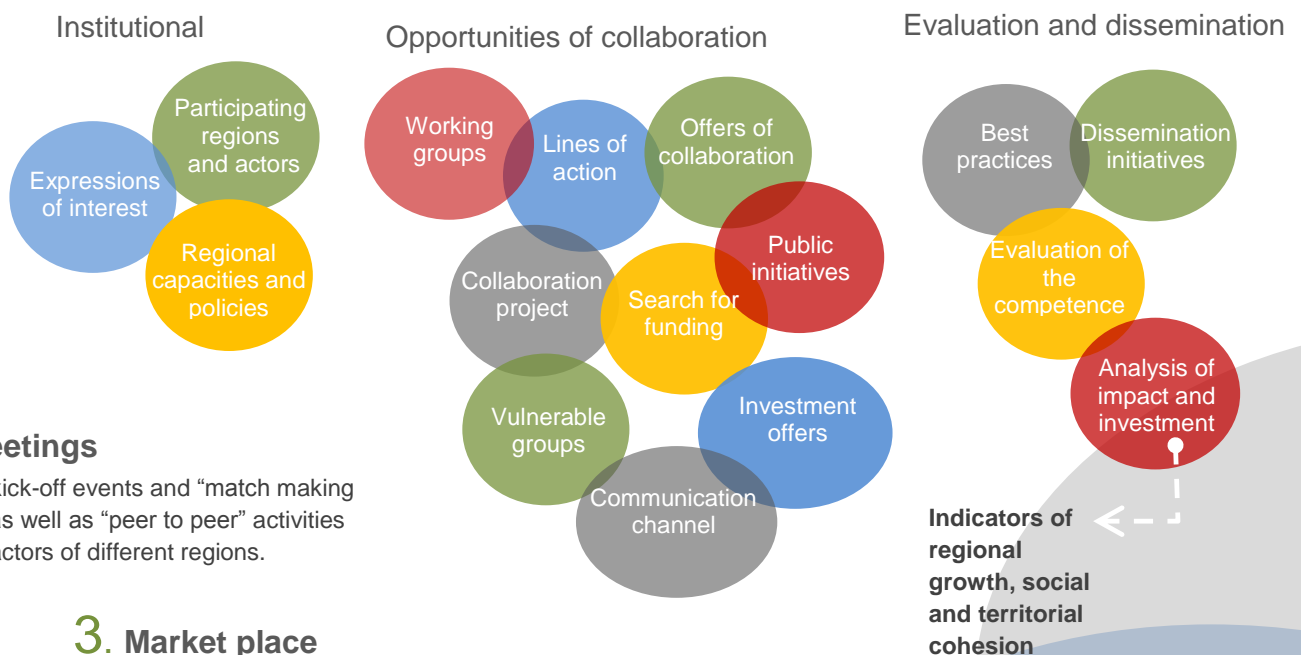 Institutional
Participating
regions
and actors
Expressions
of interest
Regional
capacities and
policies
Opportunities of collaboration
Working
groups
Lines of
action
Offers of
collaboration
Public
initiatives
Collaboration
project
Search for
funding
Vulnerable
groups
Investment
offers
Communication
channel
Evaluation and dissemination
Best
practices
Dissemination
initiatives
Evaluation of
the
competence
Analysis of
impact and
investment
Indicators of
regional
growth, social
and territorial
cohesion
eetings
kick-off events and “match making
as well as “peer to peer” activities
actors of different regions.
3. Market place